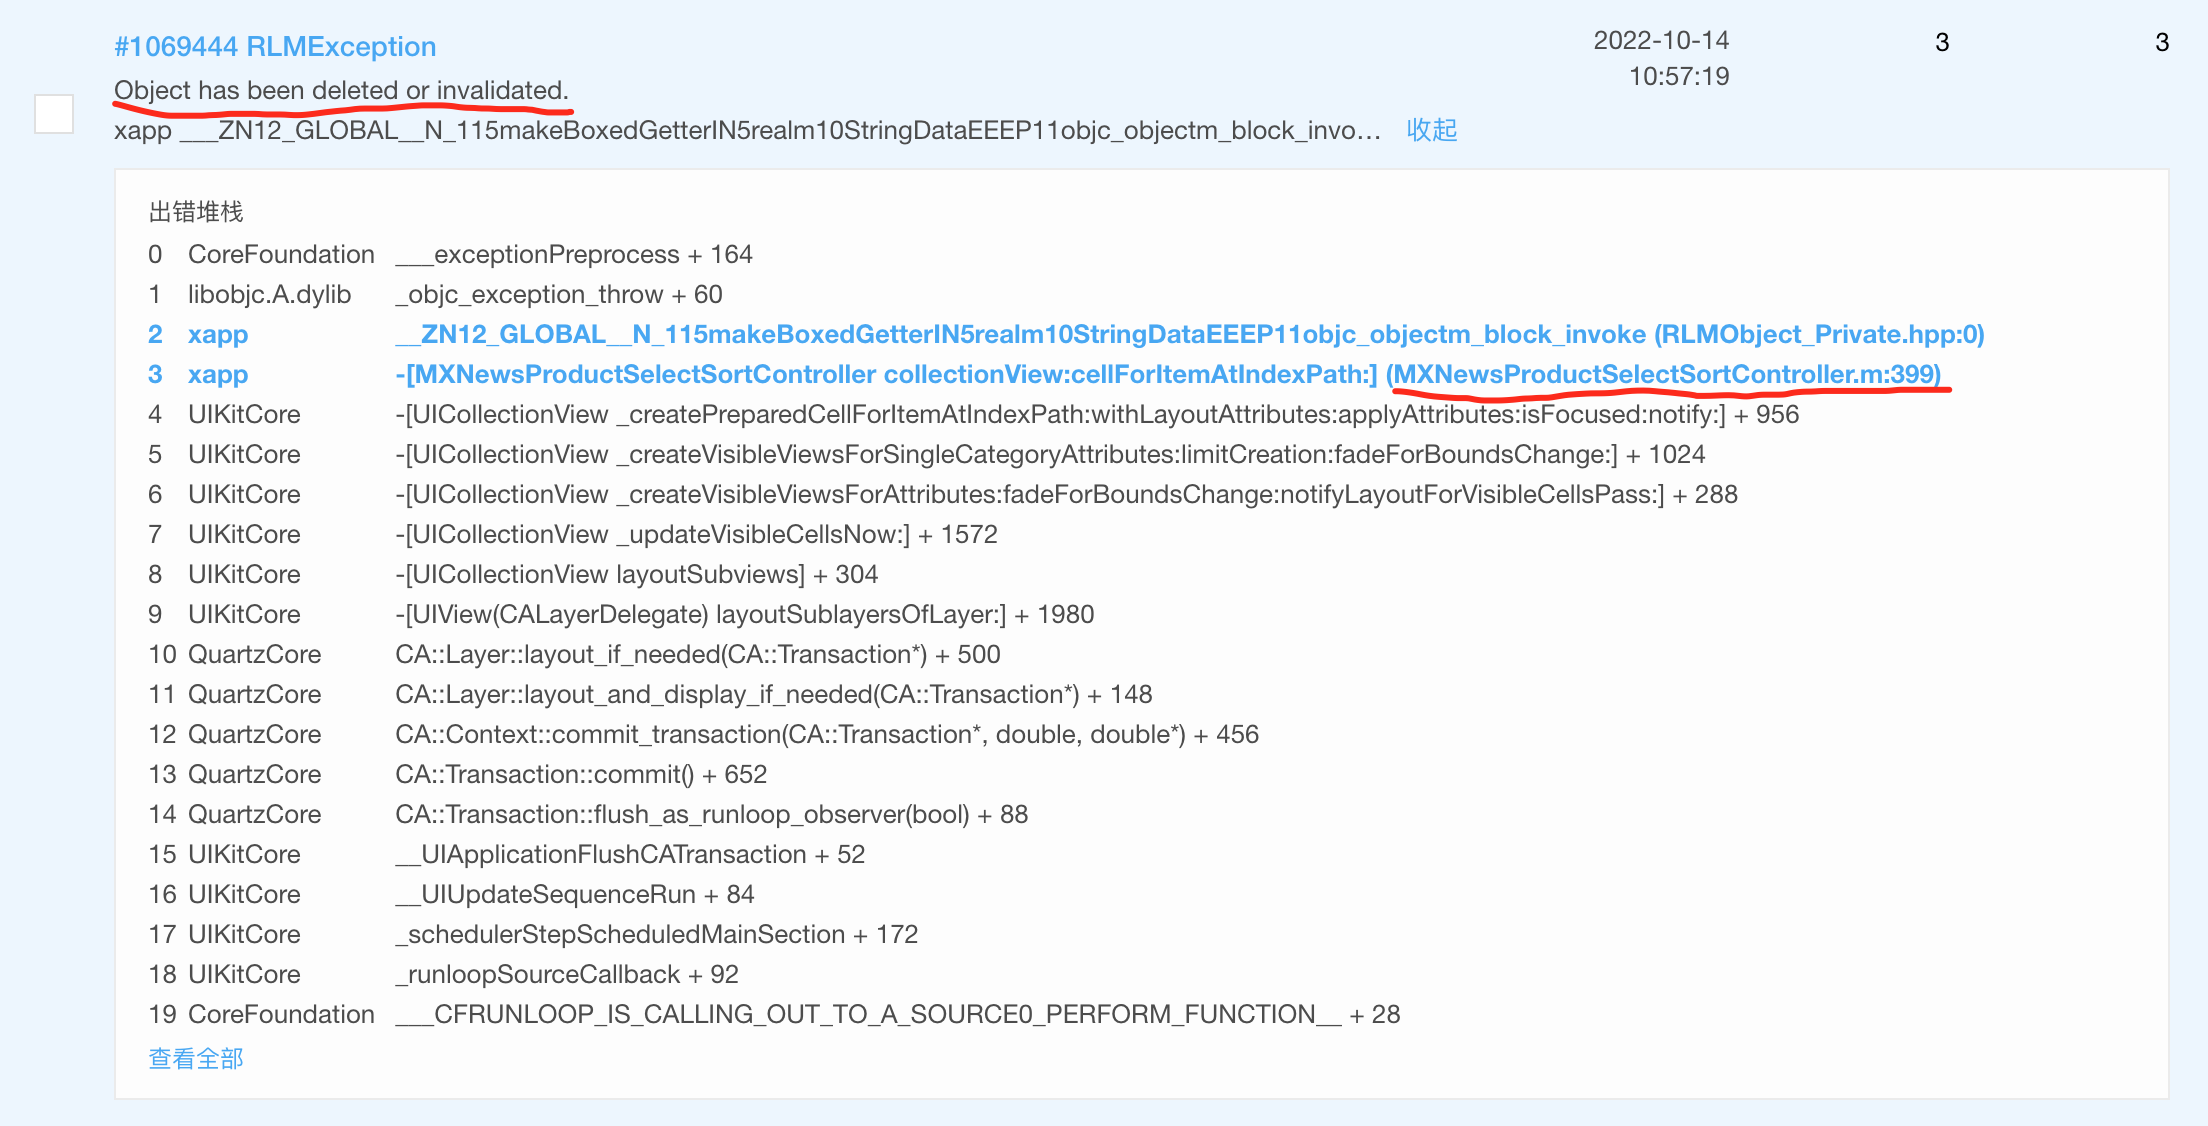 #1069444 RLMException
2022-10-14
10:57:19
3
3
Object has been deleted or invalidated.
xapp ___ZN12_GLOBAL__N_115makeBoxedGetterIN5realm10StringDataEEEP11objc_objectm_block_invo... 收起
出错堆栈
0 CoreFoundation ___exceptionPreprocess + 164
1 libobjc.A.dylib _objc_exception_throw + 60
2 xapp __ZN12_GLOBAL__N_115makeBoxedGetterIN5realm10StringDataEEEP11objc_objectm_block_invoke (RLMObject_Private.hpp:0)
3 xapp -[MXNewsProductSelectSortController collectionView:cellForItemAtIndexPath:] (MXNewsProductSelectSortController.m:399)
4 UIKitCore -[UICollectionView _createPreparedCellForItemAtIndexPath:withLayoutAttributes:applyAttributes:isFocused:notify:] + 956
5 UIKitCore -[UICollectionView _createVisibleViewsForSingleCategoryAttributes:limitCreation:fadeForBoundsChange:] + 1024
6 UIKitCore -[UICollectionView _createVisibleViewsForAttributes:fadeForBoundsChange:notifyLayoutForVisibleCellsPass:] + 288
7 UIKitCore -[UICollectionView _updateVisibleCellsNow:] + 1572
8 UIKitCore -[UICollectionView layoutSubviews] + 304
9 UIKitCore -[UIView(CALayerDelegate) layoutSublayersOfLayer:] + 1980
10 QuartzCore CA::Layer::layout_if_needed(CA::Transaction*) + 500
11 QuartzCore CA::Layer::layout_and_display_if_needed(CA::Transaction*) + 148
12 QuartzCore CA::Context::commit_transaction(CA::Transaction*, double, double*) + 456
13 QuartzCore CA::Transaction::commit() + 652
14 QuartzCore CA::Transaction::flush_as_runloop_observer(bool) + 88
15 UIKitCore __UIApplicationFlushCATransaction + 52
16 UIKitCore __UIUpdateSequenceRun + 84
17 UIKitCore _schedulerStepScheduledMainSection + 172
18 UIKitCore _runloopSourceCallback + 92
19 CoreFoundation ___CFRUNLOOP_IS_CALLING_OUT_TO_A_SOURCE0_PERFORM_FUNCTION__ + 28
查看全部